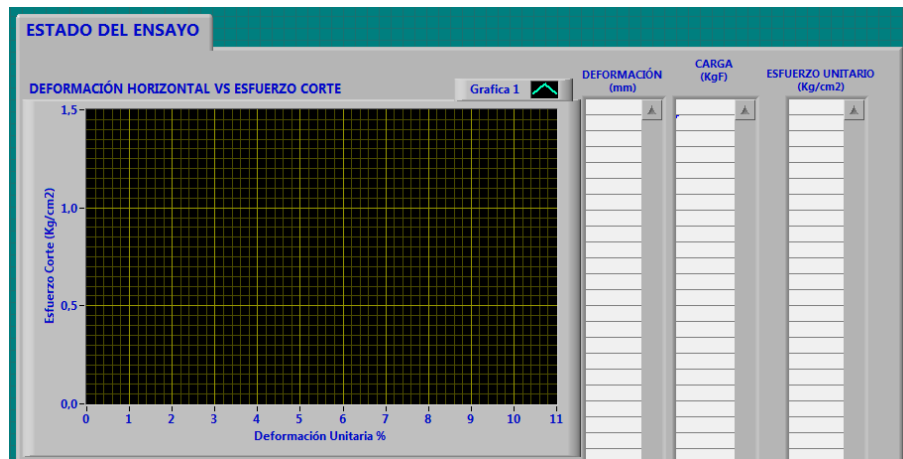 ESTADO DEL ENSAYO
DEFORMACIÓN HORIZONTAL VS ESFUERZO CORTE
Grafica 1
DEFORMACIÓN
(mm)
CARGA
(KgF)
ESFUERZO UNITARIO
(Kg/cm2)
1,5
1,0
0,5
0,0
Esfuerzo Corte (Kg/cm2)
0 1 2 3 4 5 6 7 8 9 10 11
Deformación Unitaria %